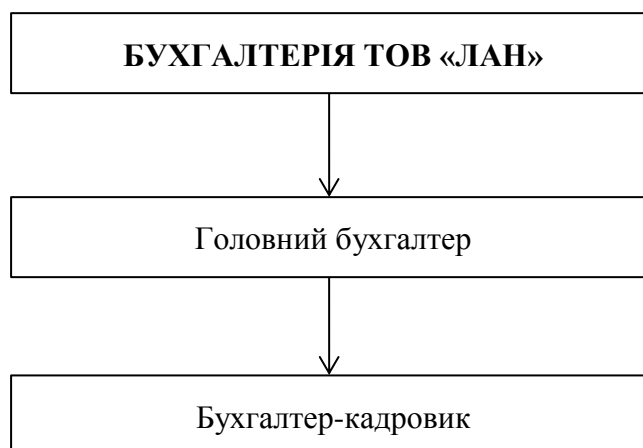 БУХГАЛТЕРІЯ ТОВ «ЛАН»
Головний бухгалтер
Бухгалтер-кадровик